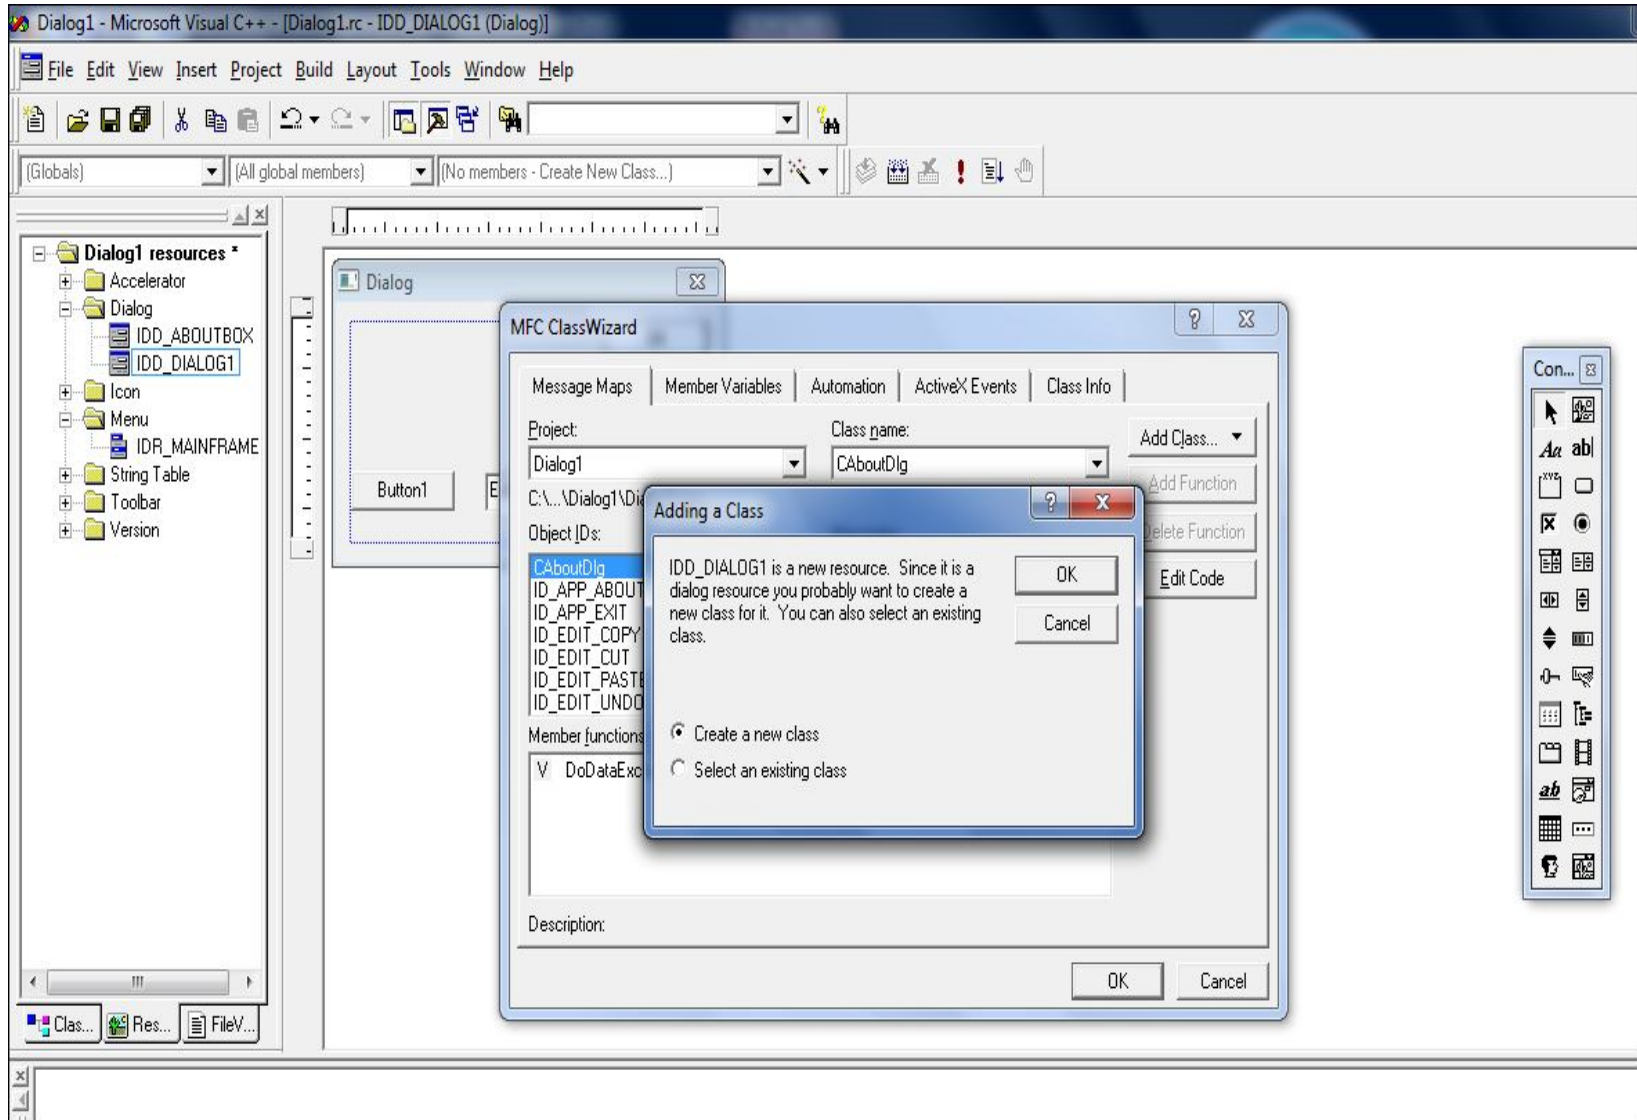 Dialog1 - Microsoft Visual C++ - [Dialog1.rc - IDD_DIALOG1 (Dialog)]
File Edit View Insert Project Build Layout Tools Window Help
(Globals) (All global members) (No members - Create New Class...)
Dialog1 resources *
Accelerator
Dialog
IDD_ABOUTBOX
IDD_DIALOG1
Icon
Menu
IDR_MAINFRAME
String Table
Toolbar
Version
Clas... Res... FileV...
Dialog
Button1 E
MFC ClassWizard
Message Maps Member Variables Automation ActiveX Events Class Info
Project: Class name:
Add Class...
Dialog1 CAboutDlg
Add Function
C:\...\Dialog1\Dia
Delete Function
Object IDs:
Edit Code
CAboutDlg
ID_APP_ABOUT
ID_APP_EXIT
ID_EDIT_COPY
ID_EDIT_CUT
ID_EDIT_PASTE
ID_EDIT_UNDO
Member functions
V DoDataExc
Description:
OK Cancel
Adding a Class
IDD_DIALOG1 is a new resource. Since it is a
dialog resource you probably want to create a
new class for it. You can also select an existing
class.
OK
Cancel
Create a new class
Select an existing class
Con...
Aa ab|
xyz
ab